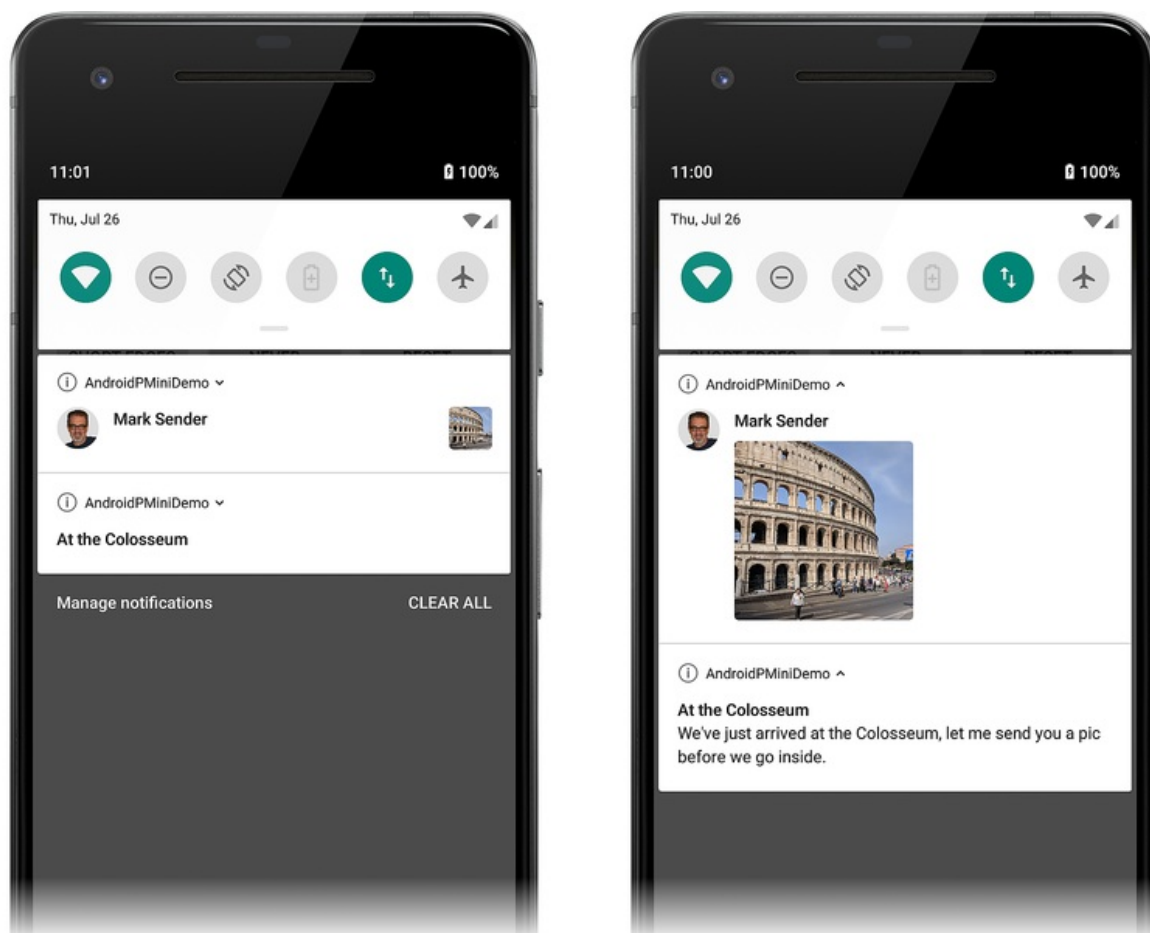 11:01
100%
Thu, Jul 26
AndroidPMiniDemo
Mark Sender
AndroidPMiniDemo
At the Colosseum
Manage notifications
CLEAR ALL
11:00
100%
Thu, Jul 26
AndroidPMiniDemo
Mark Sender
AndroidPMiniDemo
At the Colosseum
We've just arrived at the Colosseum, let me send you a pic
before we go inside.